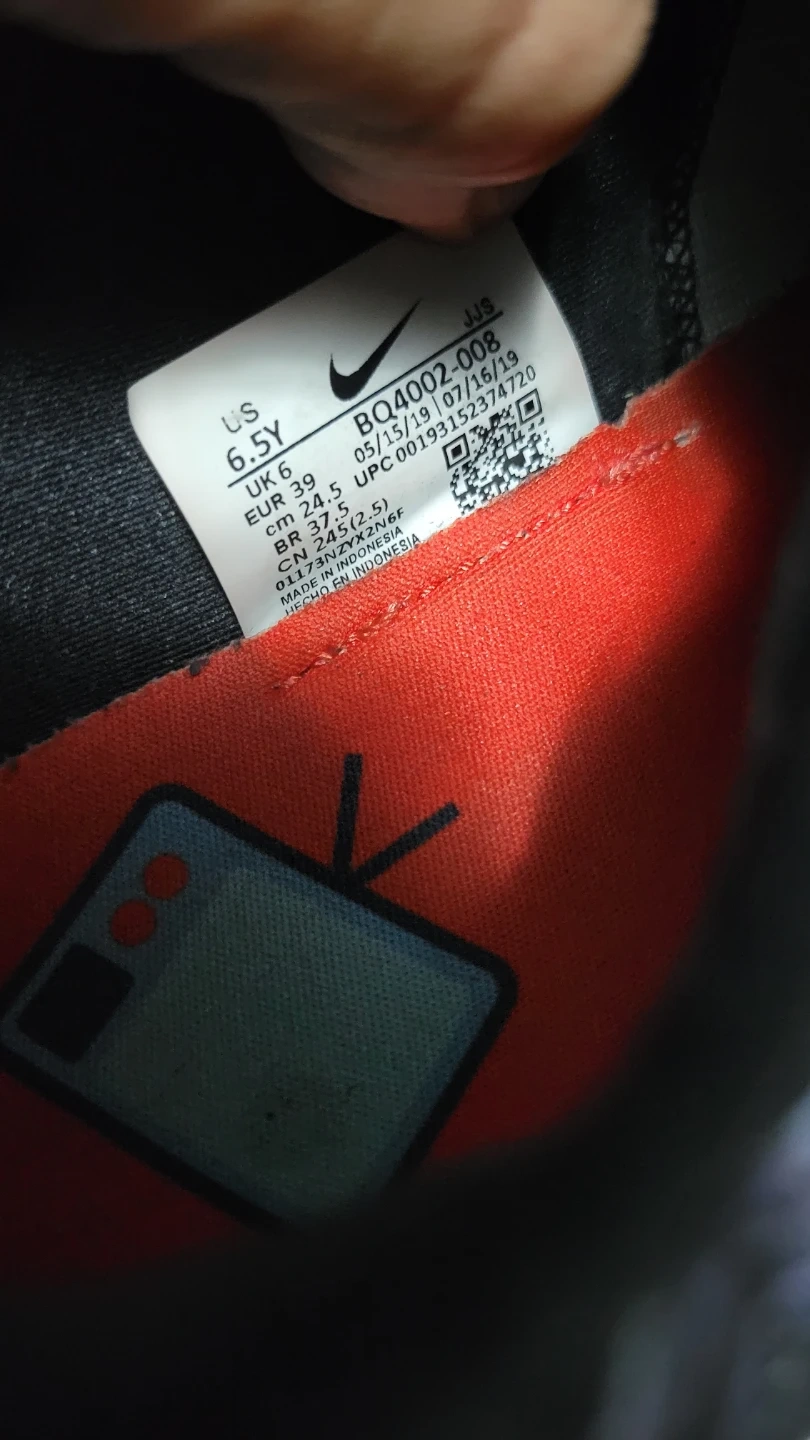 JJS
US
6.5Y
BQ4002-008
UK 6
05/15/19 | 07/16/19
EUR 39
UPC 00193152374720
cm 24.5
BR 37.5
CN 245(2.5)
01173NZYX2N6F
MADE IN INDONESIA
HECHO EN INDONESIA